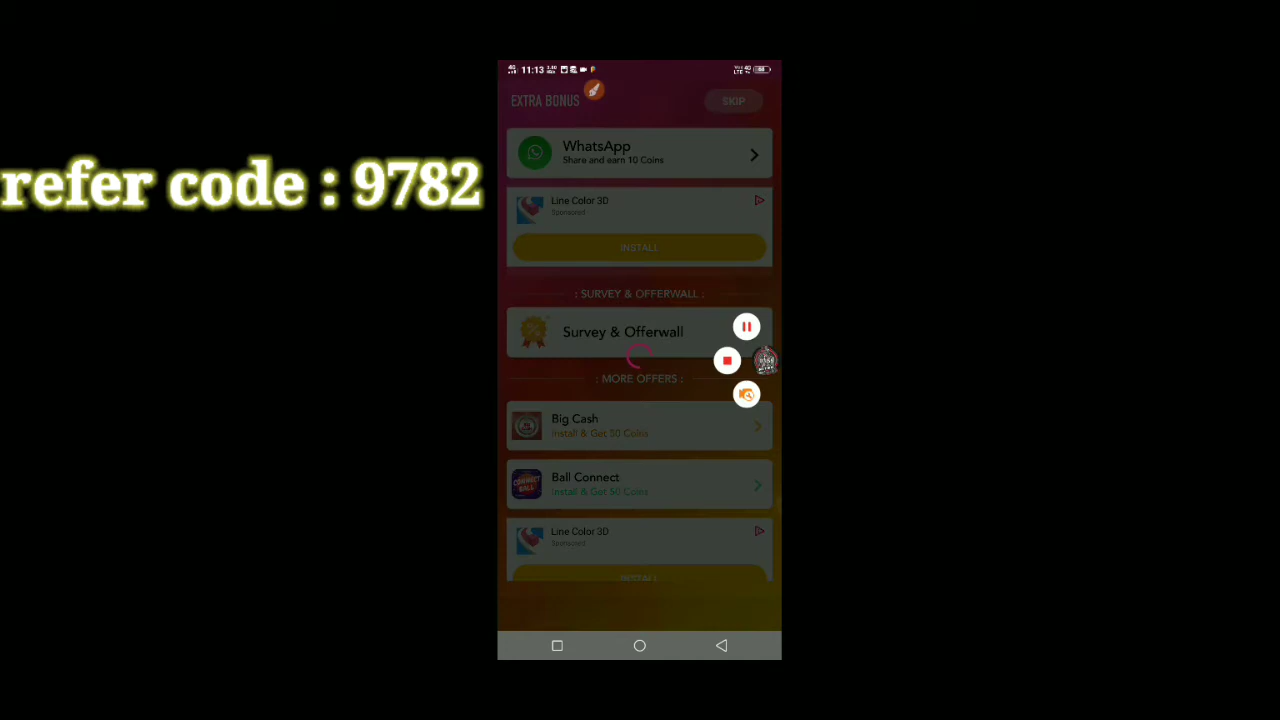 11:13
EXTRA BONUS
SKIP
WhatsApp
Share and earn 10 Coins
refer code : 9782
Line Color 3D
Sponsored
INSTALL
: SURVEY & OFFERWALL :
Survey & Offerwall
: MORE OFFERS :
Big Cash
Install & Get 50 Coins
Ball Connect
Install & Get 50 Coins
Line Color 3D
Sponsored
INSTALL